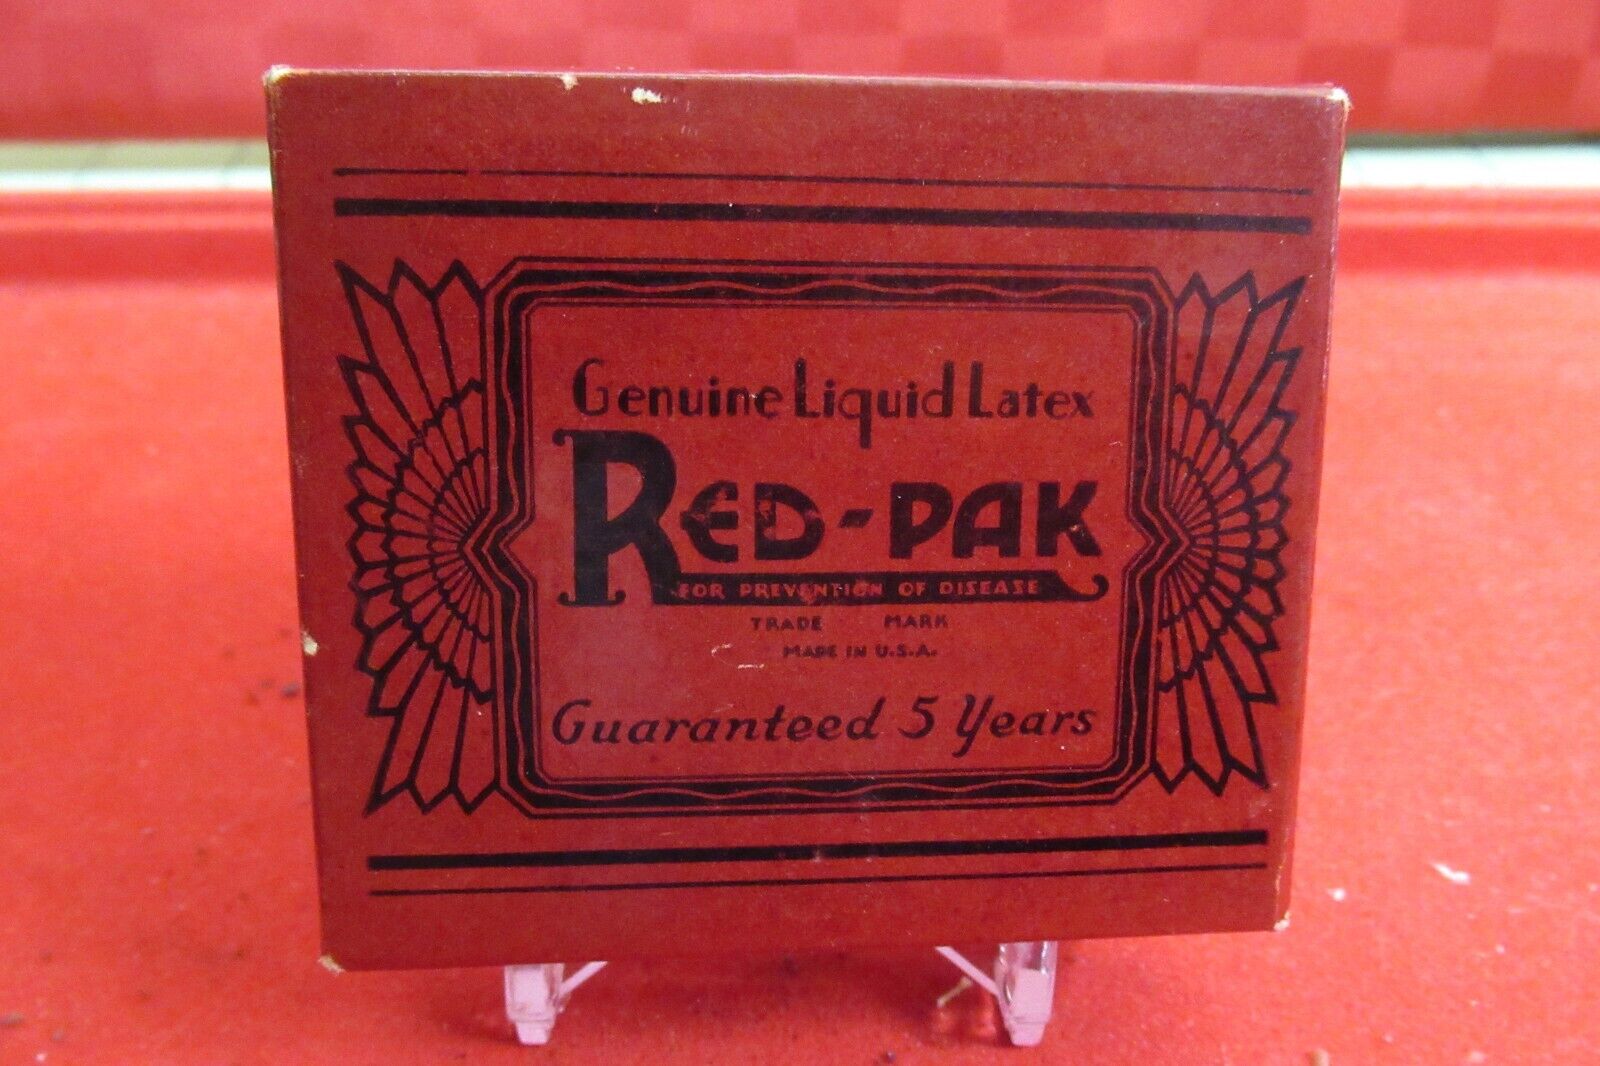 Genuine Liquid Latex
RED-PAK
FOR PREVENTION OF DISEASE
TRADE MARK
MADE IN U.S.A.
Guaranteed 5 Years